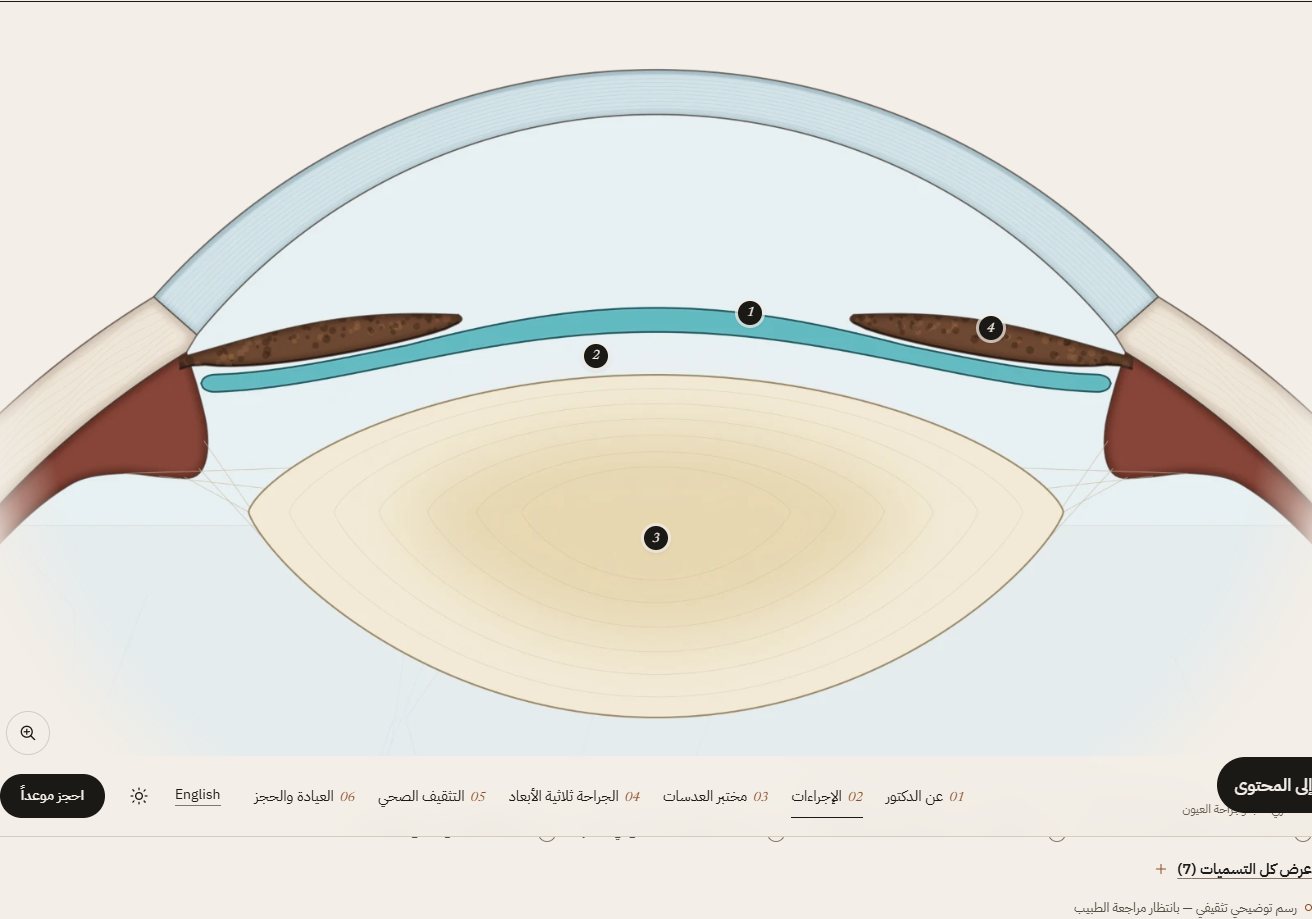 1
4
2
3
إلى المحتوى
01 عن الدكتور
02 الإجراءات
03 مختبر العدسات
04 الجراحة ثلاثية الأبعاد
05 التثقيف الصحي
06 العيادة والحجز
English
احجز موعداً
جراحة العيون
عرض كل التسميات (7) +
رسم توضيحي تثقيفي — بانتظار مراجعة الطبيب